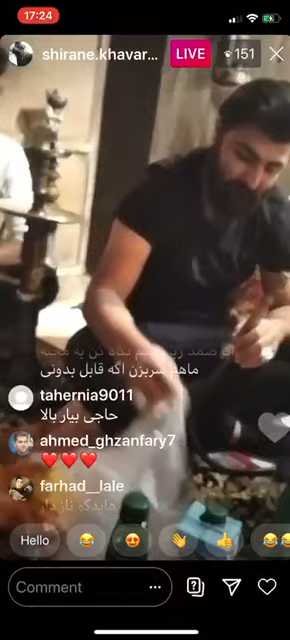 17:24
shirane.khavar...
LIVE
151
ماهم سربزن اگه قابل بدونی
tahernia9011
حاجی بیار بالا
ahmed_ghzanfary7
❤️❤️❤️
farhad__lale
Hello 😂 😍 👋 👍 😂😂
Comment